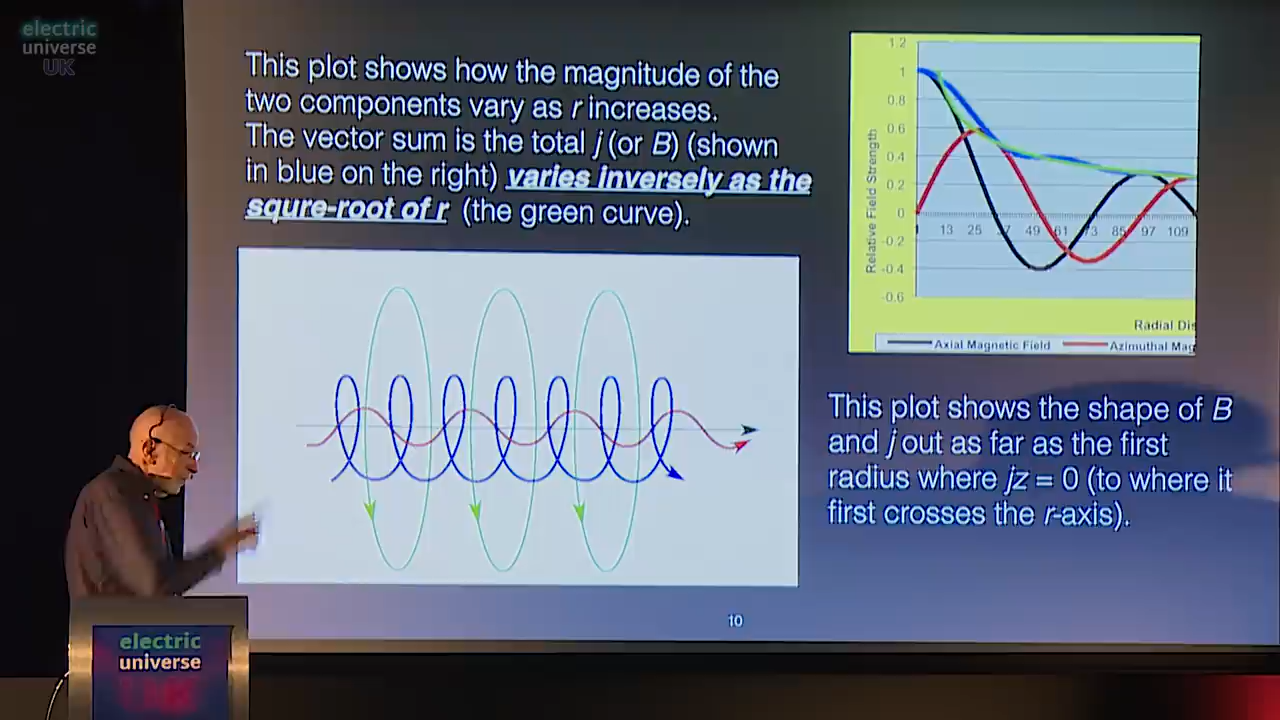 electric
universe
UK
This plot shows how the magnitude of the
two components vary as r increases.
The vector sum is the total j (or B) (shown
in blue on the right) varies inversely as the
squre-root of r (the green curve).
1.2
1
0.8
0.6
0.4
0.2
0
-0.2
-0.4
-0.6
Relative Field Strength
1 13 25 49 61 73 85 97 109
Radial Dis
Axial Magnetic Field Azimuthal Mag
This plot shows the shape of B
and j out as far as the first
radius where jz = 0 (to where it
first crosses the r-axis).
10
electric
universe
UK